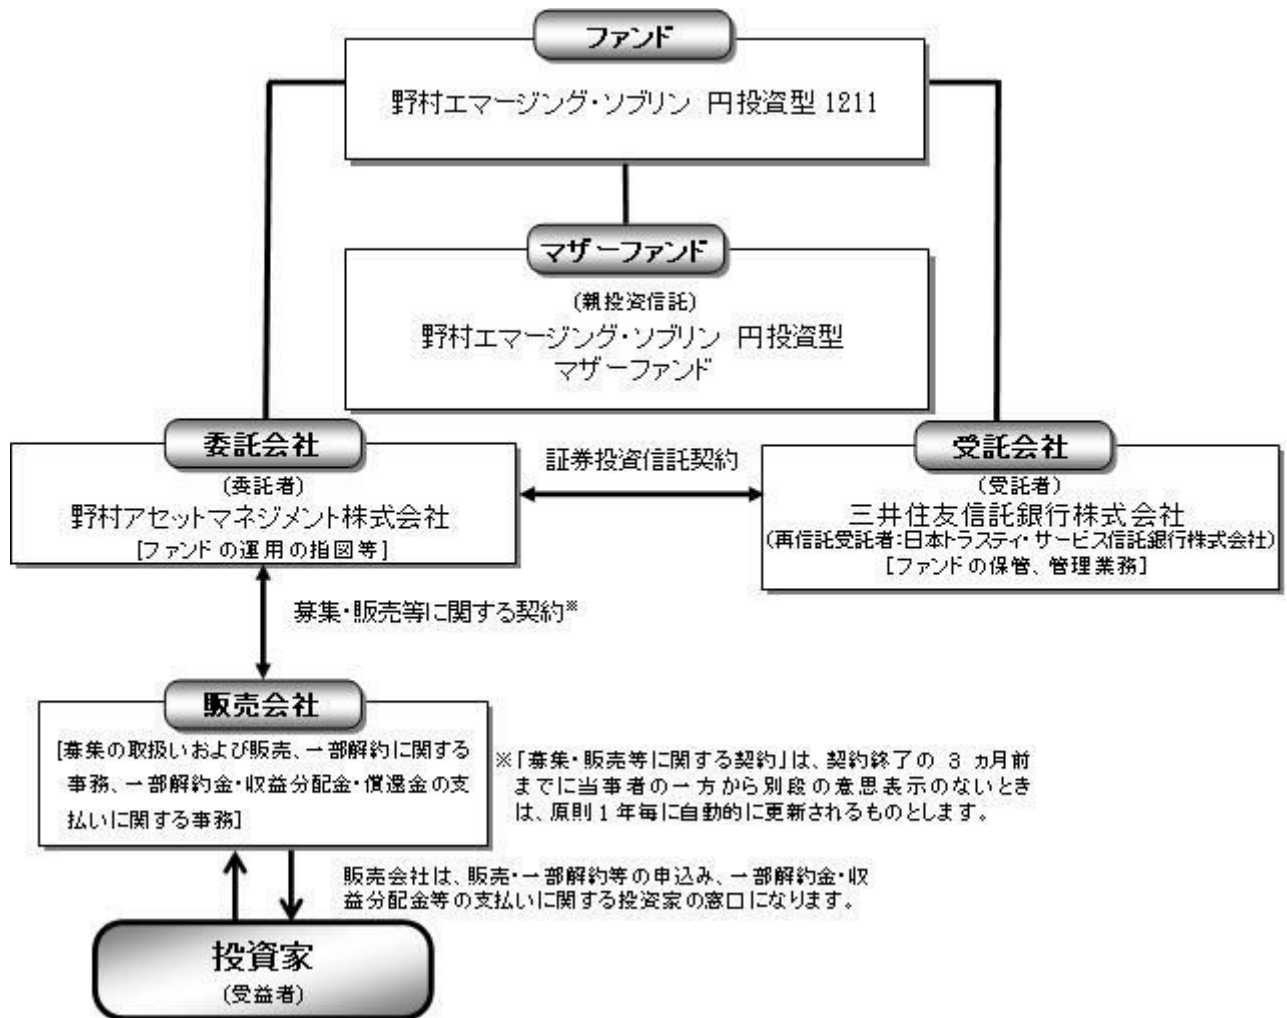 ファンド
野村エマージング・ソブリン 円投資型 1211
マザーファンド
(親投資信託)
野村エマージング・ソブリン 円投資型
マザーファンド
委託会社
(委託者)
野村アセットマネジメント株式会社
[ファンドの運用の指図等]
証券投資信託契約
受託会社
(受託者)
三井住友信託銀行株式会社
(再信託受託者:日本トラスティ・サービス信託銀行株式会社)
[ファンドの保管、管理業務]
募集・販売等に関する契約※
販売会社
[募集の取扱いおよび販売、一部解約に関する
事務、一部解約金・収益分配金・償還金の支
払いに関する事務]
※「募集・販売等に関する契約」は、契約終了の 3 ヵ月前
までに当事者の一方から別段の意思表示のないとき
は、原則1年毎に自動的に更新されるものとします。
販売会社は、販売・一部解約等の申込み、一部解約金・収
益分配金等の支払いに関する投資家の窓口になります。
投資家
(受益者)